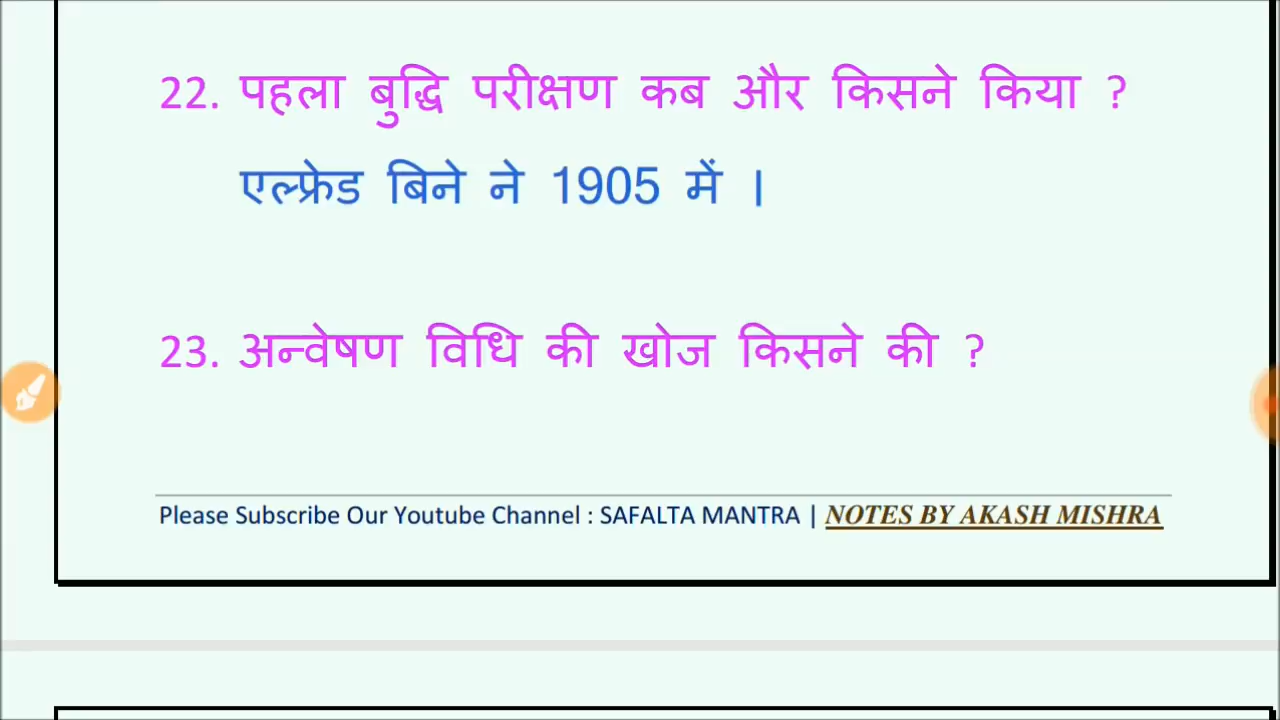 22. पहला बुद्धि परीक्षण कब और किसने किया ?
एल्फ्रेड बिने ने 1905 में ।
23. अन्वेषण विधि की खोज किसने की ?
Please Subscribe Our Youtube Channel : SAFALTA MANTRA | NOTES BY AKASH MISHRA